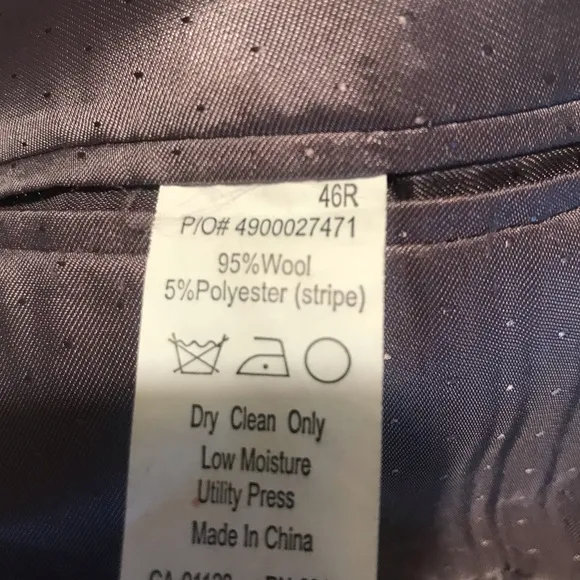 46R
P/O# 4900027471
95%Wool
5%Polyester (stripe)
Dry Clean Only
Low Moisture
Utility Press
Made In China